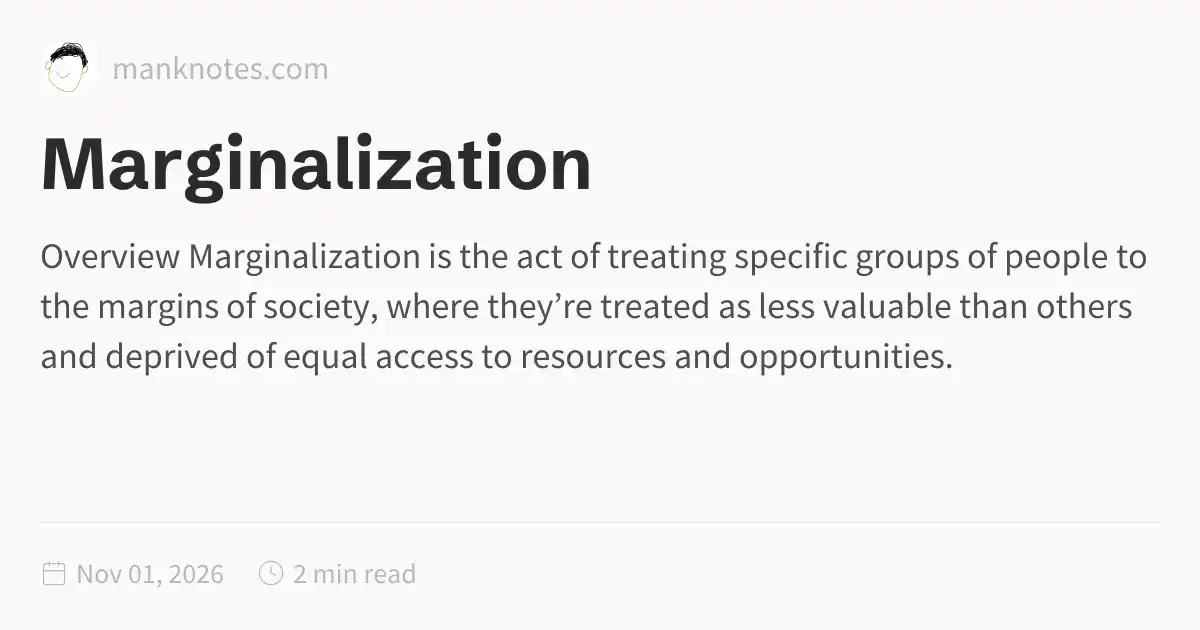 manknotes.com
Marginalization
Overview Marginalization is the act of treating specific groups of people to
the margins of society, where they’re treated as less valuable than others
and deprived of equal access to resources and opportunities.
Nov 01, 2026 2 min read